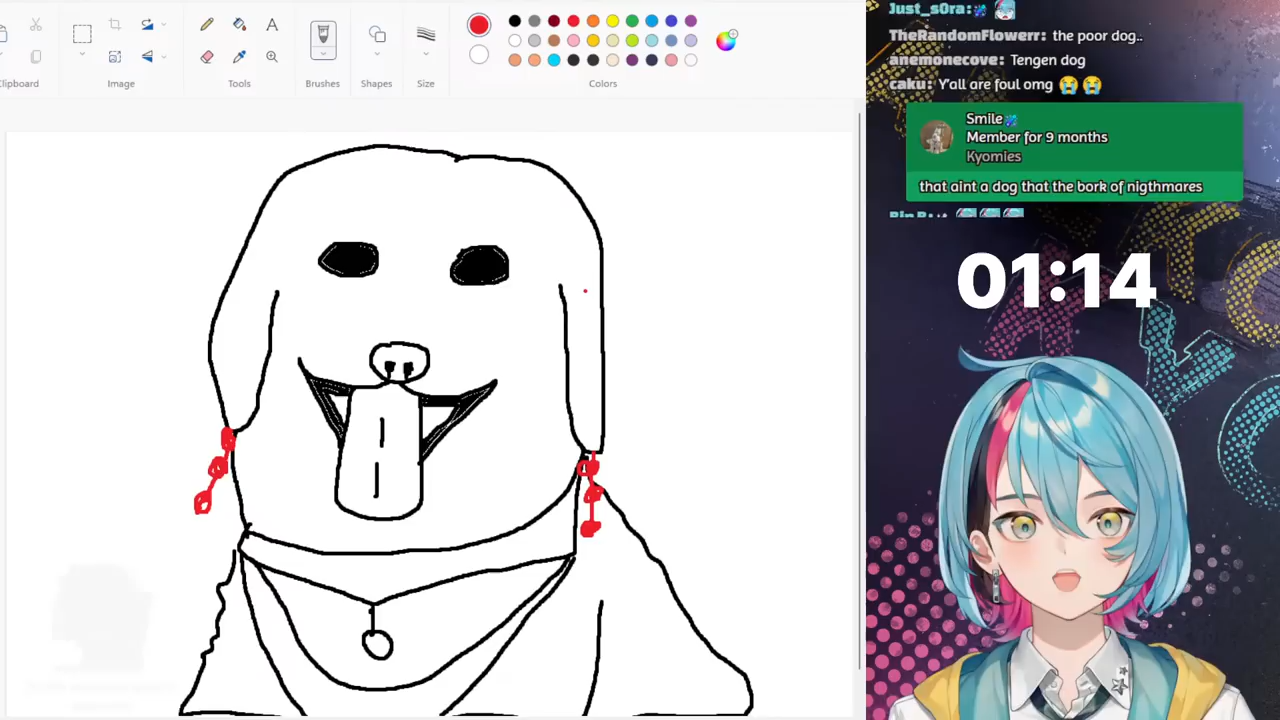 Clipboard
Image
Tools
Brushes
Shapes
Size
Colors
Just_s0ra:
TheRandomFlowerr: the poor dog..
anemonecove: Tengen dog
caku: Y'all are foul omg 😭😭
Smile
Member for 9 months
Kyomies
that aint a dog that the bork of nigthmares
01:14